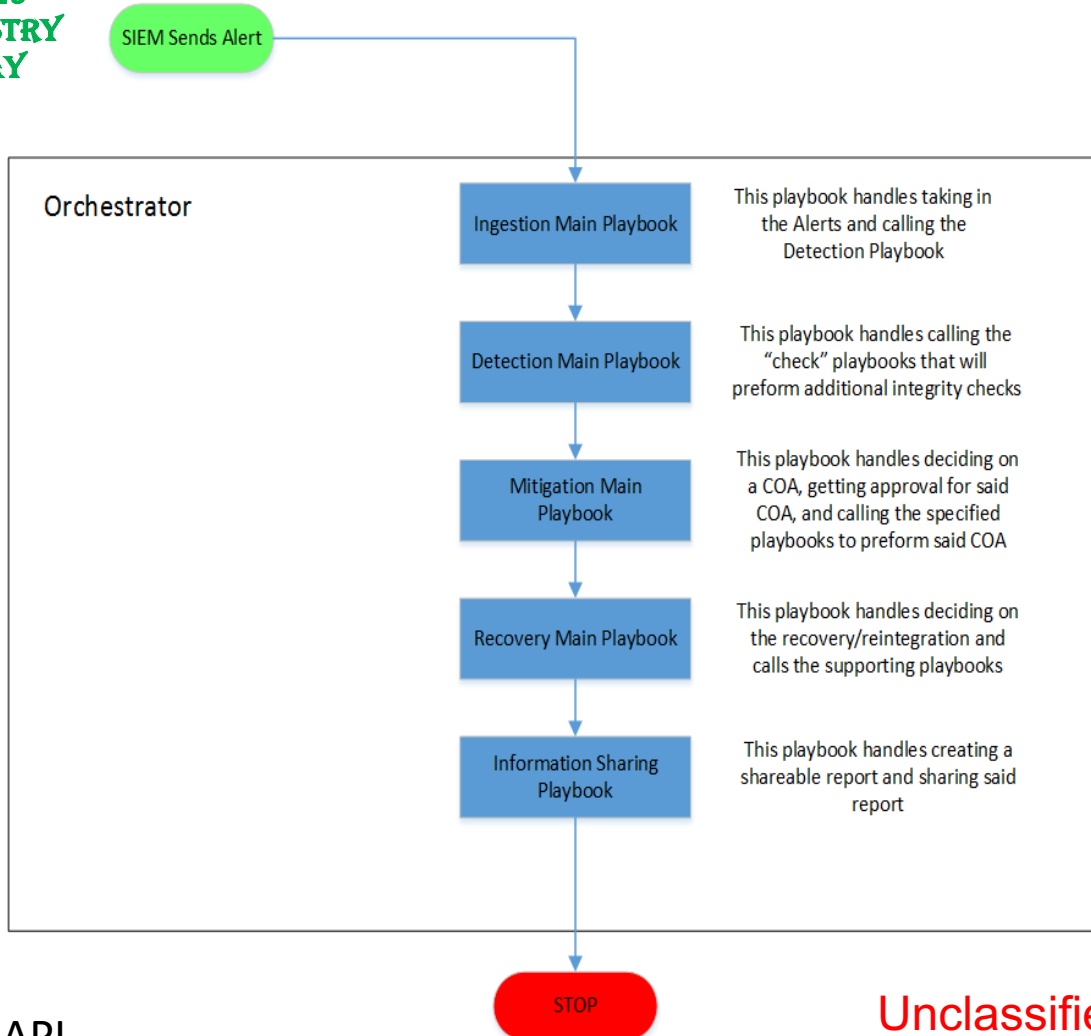 STRY
SIEM Sends Alert
Orchestrator
Ingestion Main Playbook
This playbook handles taking in
the Alerts and calling the
Detection Playbook
Detection Main Playbook
This playbook handles calling the
“check” playbooks that will
preform additional integrity checks
Mitigation Main
Playbook
This playbook handles deciding on
a COA, getting approval for said
COA, and calling the specified
playbooks to preform said COA
Recovery Main Playbook
This playbook handles deciding on
the recovery/reintegration and
calls the supporting playbooks
Information Sharing
Playbook
This playbook handles creating a
shareable report and sharing said
report
STOP
Unclassifie